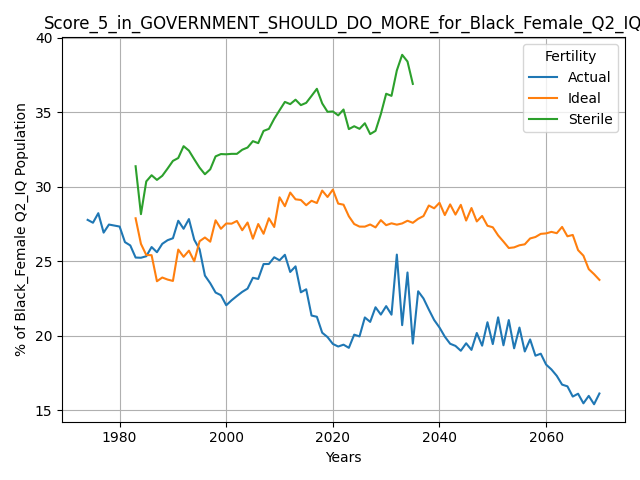 Score_5_in_GOVERNMENT_SHOULD_DO_MORE_for_Black_Female_Q2_IQ
40
35
30
25
20
15
% of Black_Female Q2_IQ Population
Fertility
Actual
Ideal
Sterile
1980
2000
2020
2040
2060
Years